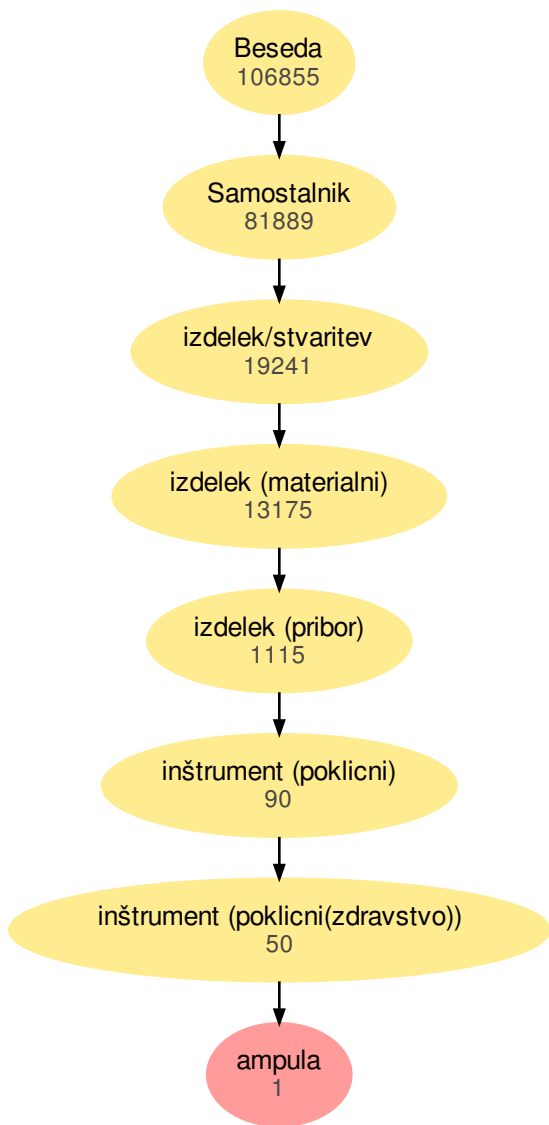 Beseda
106855
Samostalnik
81889
izdelek/stvaritev
19241
izdelek (materialni)
13175
izdelek (pribor)
1115
inštrument (poklicni)
90
inštrument (poklicni(zdravstvo))
50
ampula
1